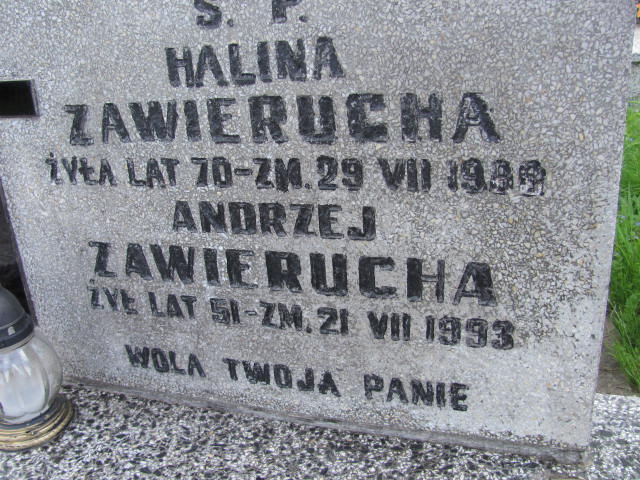 Ś. P.
HALINA
ZAWIERUCHA
ŻYŁA LAT 70-ZM. 29 VII
ANDRZEJ
ZAWIERUCHA
ŻYŁ LAT 51-ZM. 21 VII 1993
WOLA TWOJA PANIE